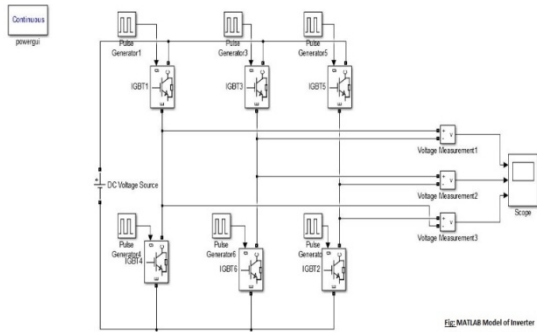 Continuous
powergui
Pulse
Generator1
Pulse
Generator3
Pulse
Generator5
IGBT1
IGBT3
IGBT5
Voltage Measurement1
DC Voltage Source
Voltage Measurement2
Scope
Voltage Measurement3
Pulse
Generator4
IGBT4
Pulse
Generator6
IGBT6
Pulse
Generato
IGBT2
Fig: MATLAB Model of Inverter